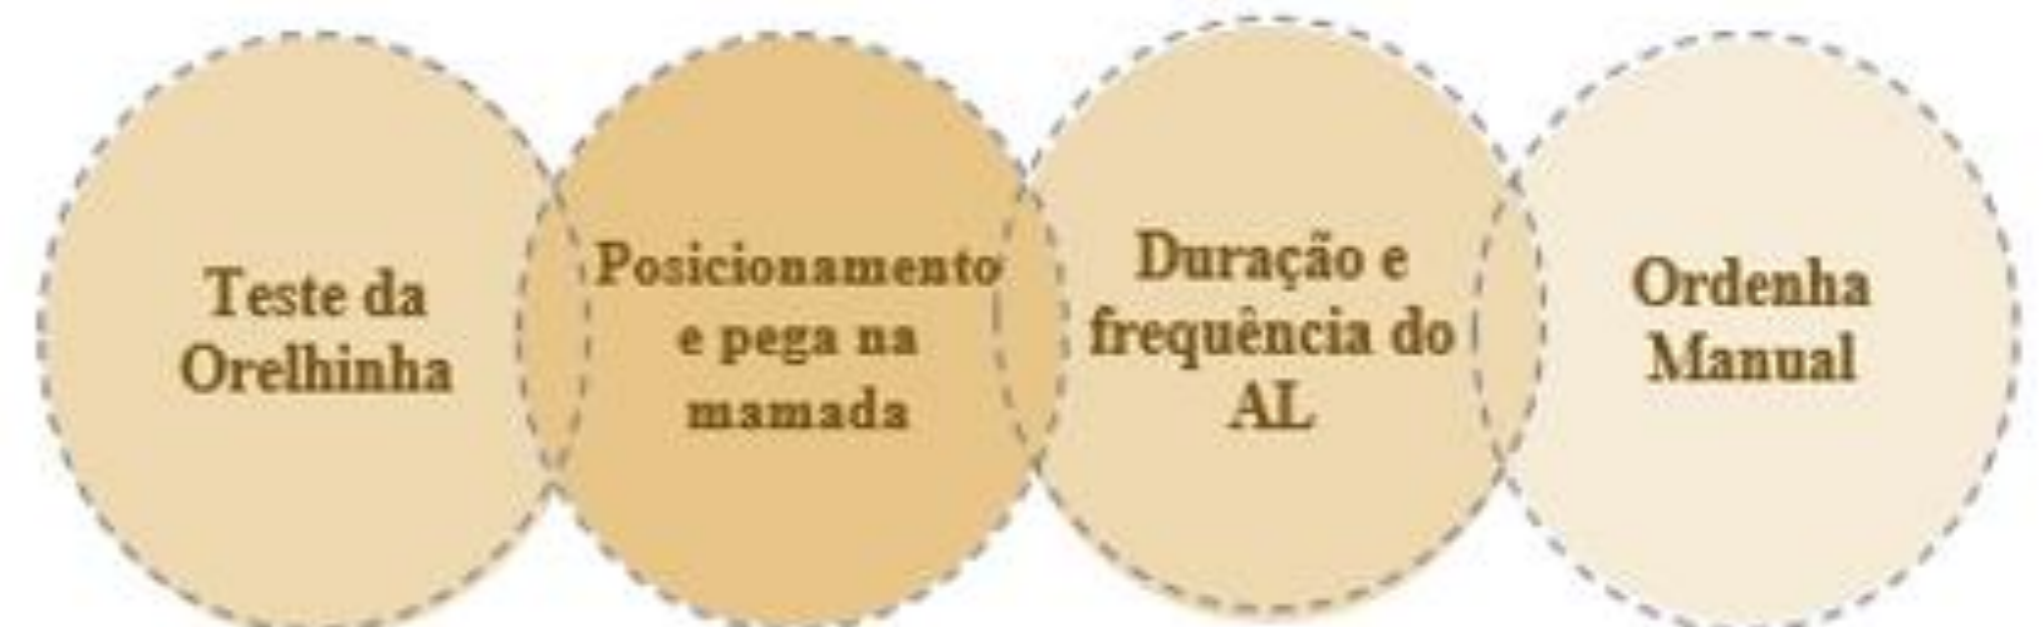 Teste da
Orelhinha
Posicionamento
e pega na
mamada
Duração e
frequência do
AL
Ordenha
Manual